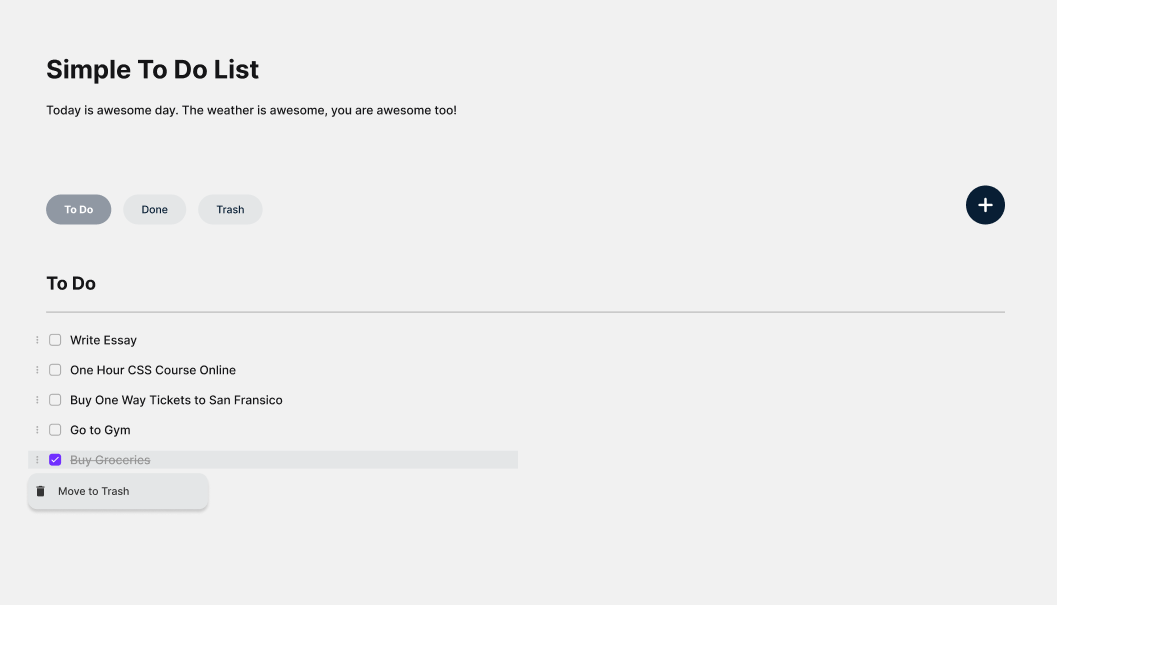 Simple To Do List
Today is awesome day. The weather is awesome, you are awesome too!
To Do
Done
Trash
To Do
Write Essay
One Hour CSS Course Online
Buy One Way Tickets to San Fransico
Go to Gym
Buy Groceries
Move to Trash